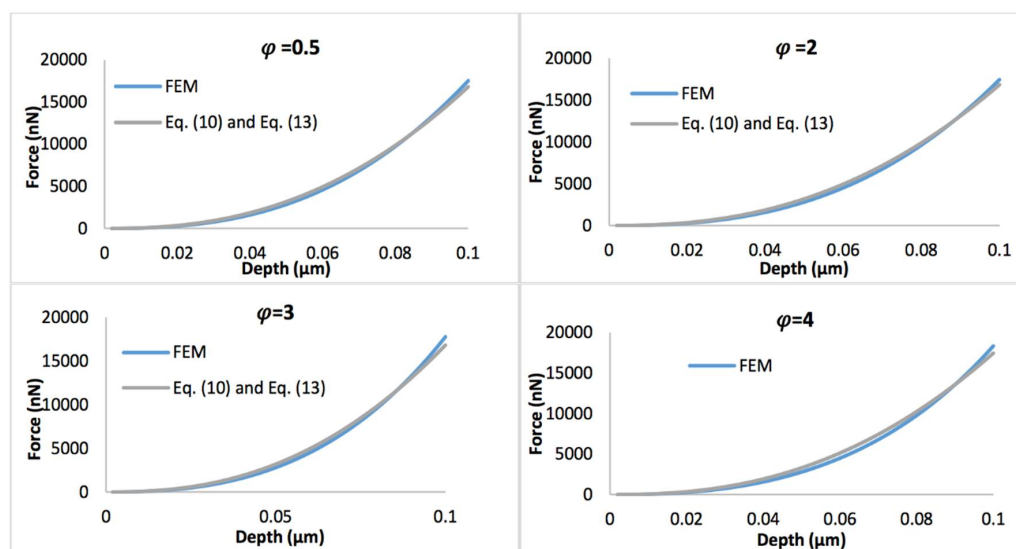 φ =0.5
20000
15000
10000
5000
0
Force (nN)
FEM
Eq. (10) and Eq. (13)
0 0.02 0.04 0.06 0.08 0.1
Depth (µm)
φ =2
20000
15000
10000
5000
0
Force (nN)
FEM
Eq. (10) and Eq. (13)
0 0.02 0.04 0.06 0.08 0.1
Depth (µm)
φ=3
20000
15000
10000
5000
0
Force (nN)
FEM
Eq. (10) and Eq. (13)
0 0.05 0.1
Depth (µm)
φ=4
20000
15000
10000
5000
0
Force (nN)
FEM
0 0.02 0.04 0.06 0.08 0.1
Depth (µm)